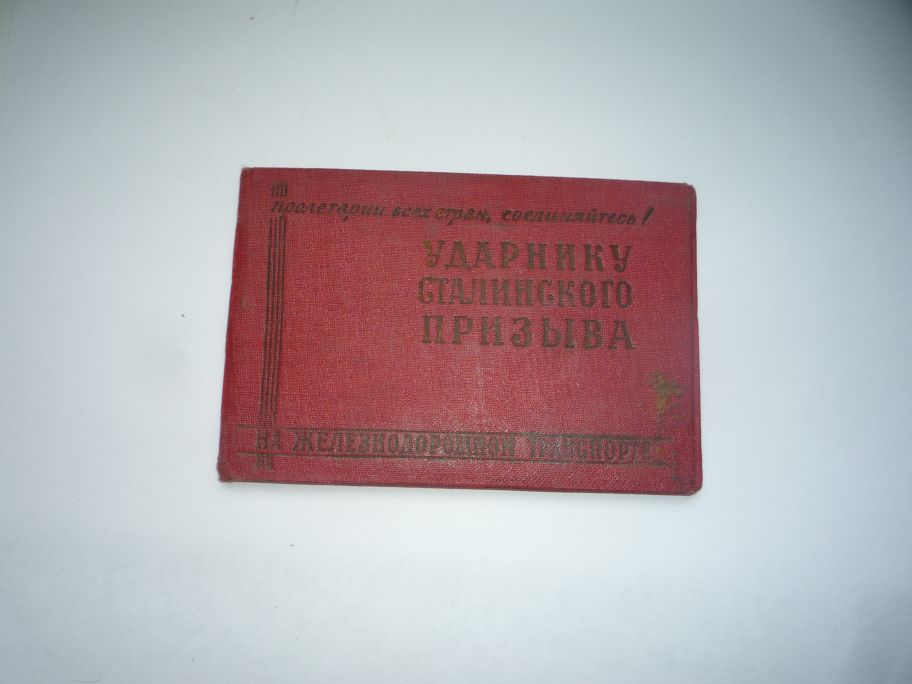 Пролетарии всех стран, соединяйтесь!
УДАРНИКУ
СТАЛИНСКОГО
ПРИЗЫВА
НА ЖЕЛЕЗНОДОРОЖНОМ ТРАНСПОРТЕ